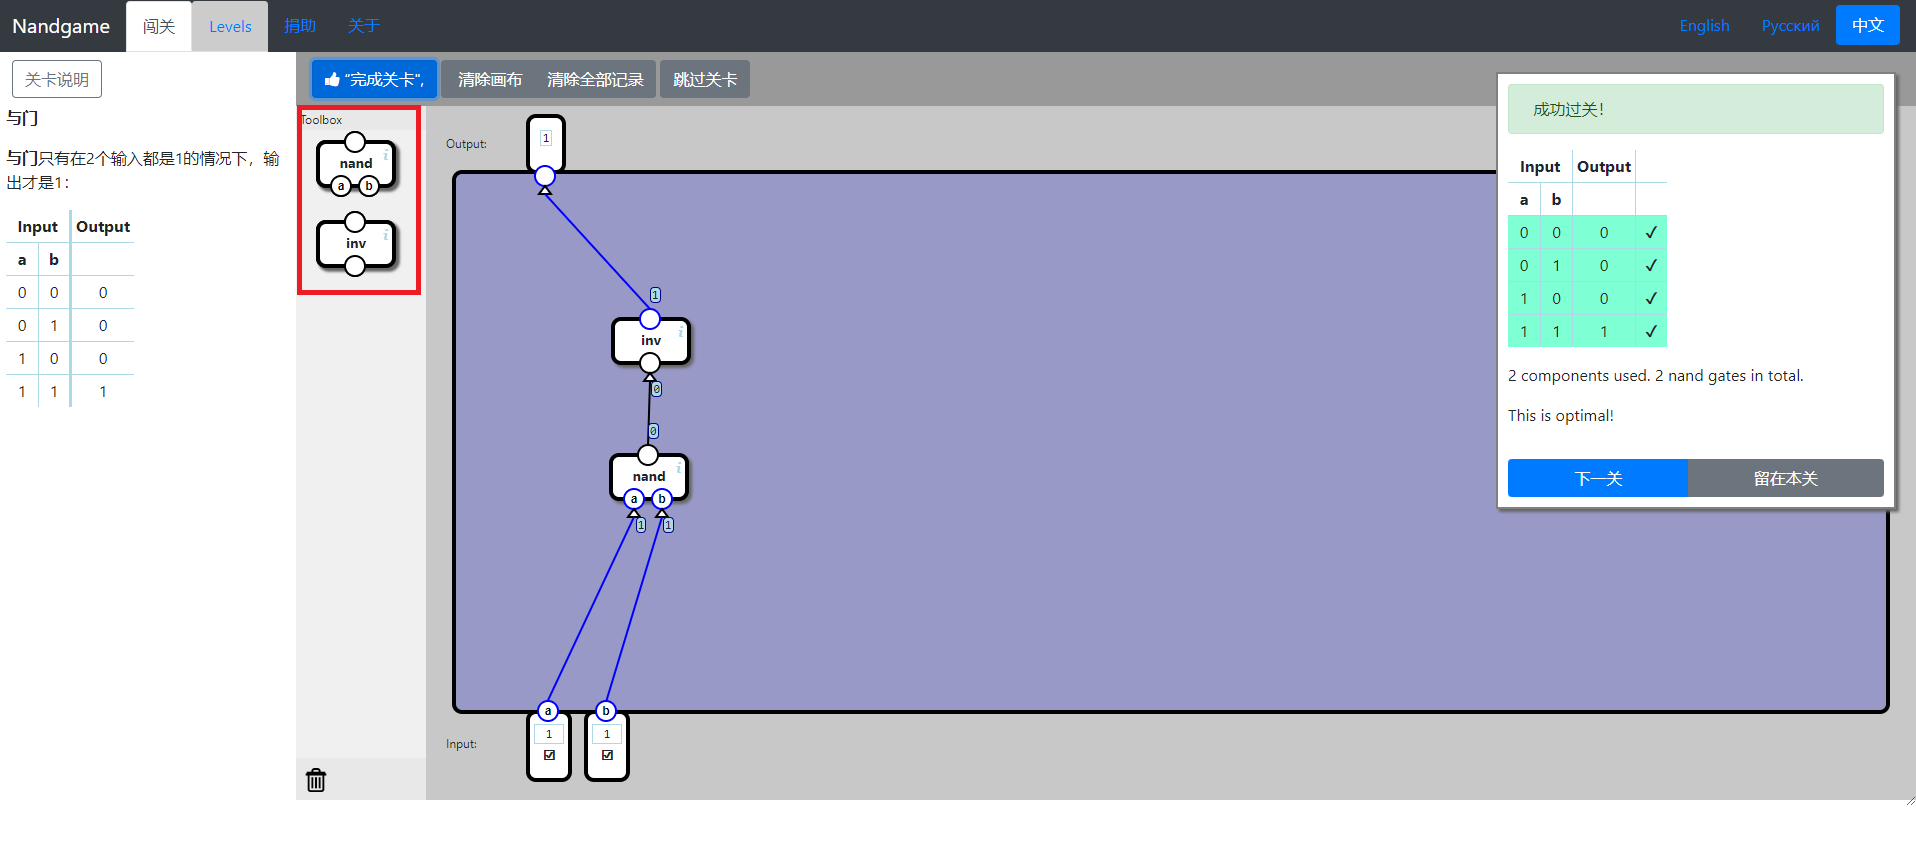 Nandgame 闯关 Levels 捐助 关于 English Русский 中文
关卡说明
与门
与门只有在2个输入都是1的情况下，输
出才是1：
Input Output
a b
0 0 0
0 1 0
1 0 0
1 1 1
"完成关卡", 清除画布 清除全部记录 跳过关卡
Toolbox
nand
a b
inv
Output:
1
1
inv
0
0
nand
a b
1 1
a b
Input:
1 1
成功过关！
Input Output
a b
0 0 0 ✓
0 1 0 ✓
1 0 0 ✓
1 1 1 ✓
2 components used. 2 nand gates in total.
This is optimal!
下一关 留在本关